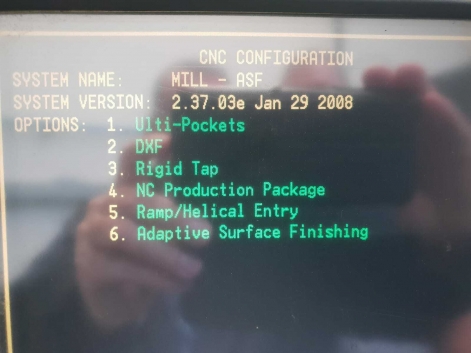 CNC CONFIGURATION
SYSTEM NAME: MILL - ASF
SYSTEM VERSION: 2.37.03e Jan 29 2008
OPTIONS: 1. Ulti-Pockets
2. DXF
3. Rigid Tap
4. NC Production Package
5. Ramp/Helical Entry
6. Adaptive Surface Finishing